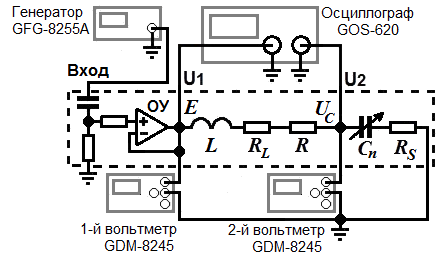 Генератор
GFG-8255A
Осциллограф
GOS-620
Вход
U1
U2
ОУ
E
U_C
L
R_L
R
C_n
R_S
1-й вольтметр
GDM-8245
2-й вольтметр
GDM-8245